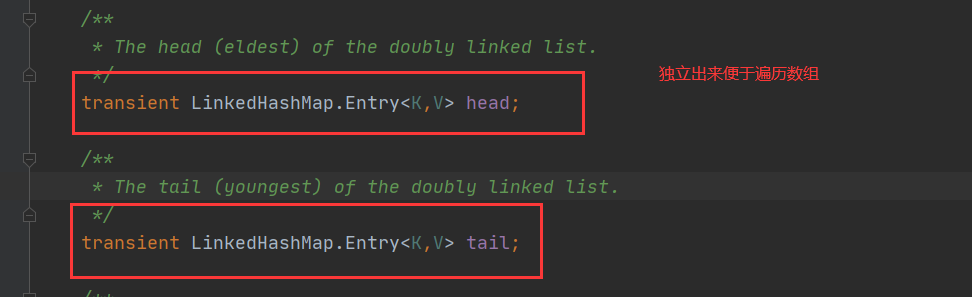 /**
* The head (eldest) of the doubly linked list.
*/
独立出来便于遍历数组
transient LinkedHashMap.Entry<K,V> head;
/**
* The tail (youngest) of the doubly linked list.
*/
transient LinkedHashMap.Entry<K,V> tail;
/**